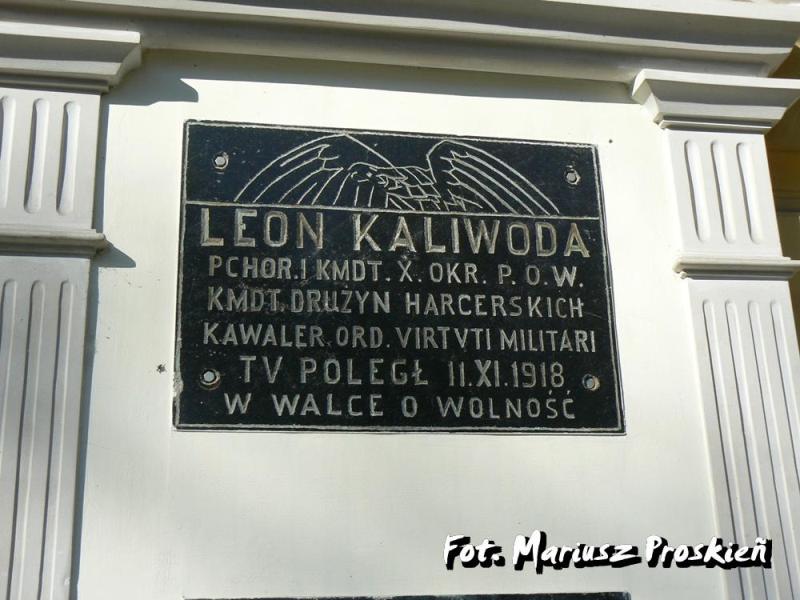 LEON KALIWODA
PCHOR. I KMDT. X. OKR. P. O. W.
KMDT. DRUŻYN HARCERSKICH
KAWALER ORD. VIRTVTI MILITARI
TV POLEGŁ 11.XI.1918
W WALCE O WOLNOŚĆ
Fot. Mariusz Proskień